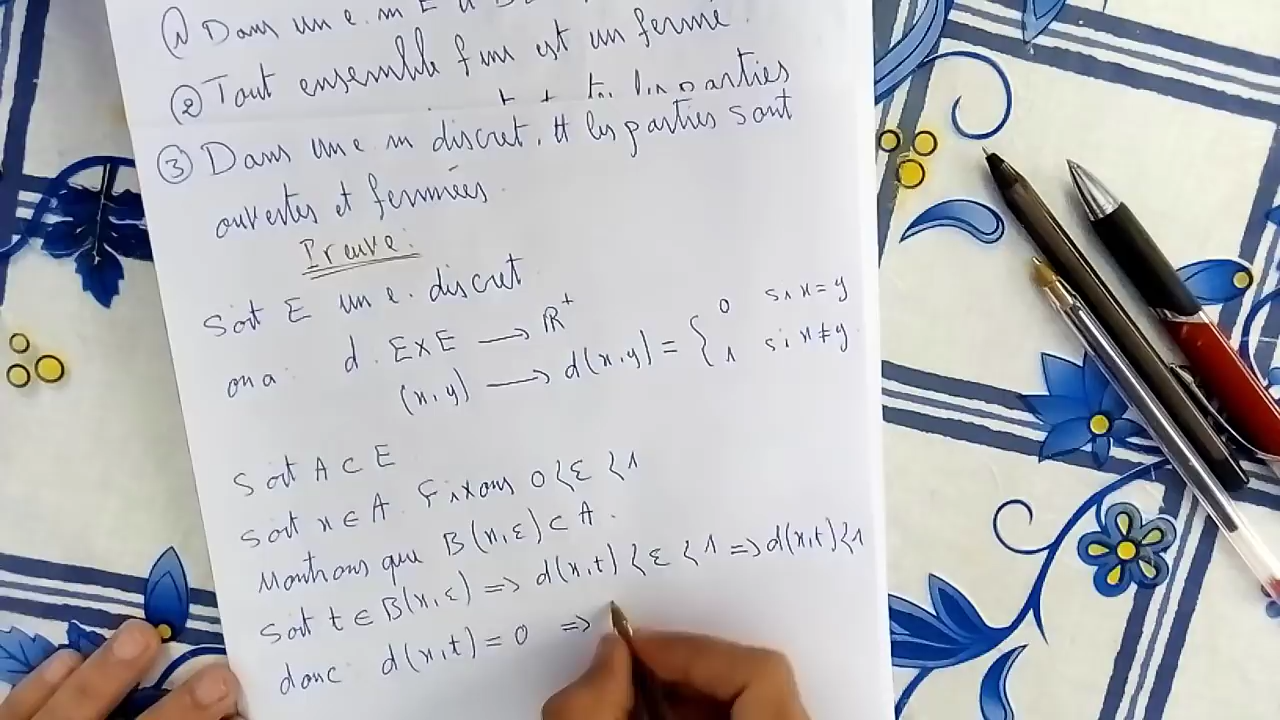 ① Dans un e. m E
② Tout ensemble fini est un fermé.
③ Dans un e m discret. tt les parties sont
ouvertes et fermées.
Preuve:
Soit E un e. discret
on a: d: E×E ⟶ ℝ⁺
(x,y) ⟶ d(x,y) = { 0 si x=y
1 si x≠y.
Soit A ⊂ E
Soit x ∈ A. Fixons 0<ε<1
Montrons que B(x,ε) ⊂ A.
Soit t ∈ B(x,ε) => d(x,t) < ε < 1 => d(x,t)<1
donc: d(x,t) = 0 =>